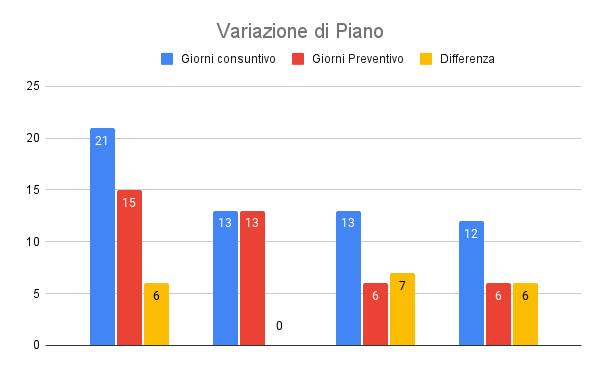 Variazione di Piano
Giorni consuntivo Giorni Preventivo Differenza
25
20
15
10
5
0
21 15 6
13 13 0
13 6 7
12 6 6